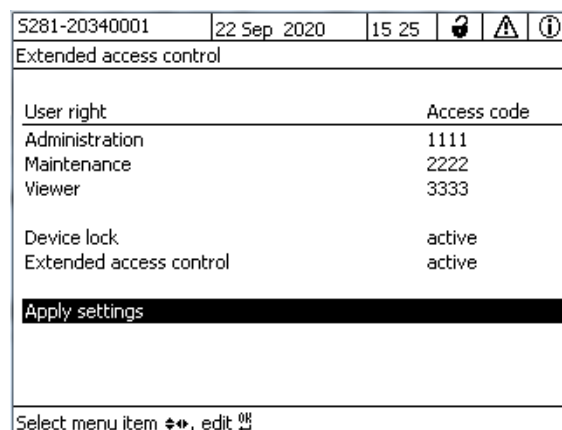 S281-20340001 22 Sep 2020 15 25
Extended access control
User right Access code
Administration 1111
Maintenance 2222
Viewer 3333
Device lock active
Extended access control active
Apply settings
Select menu item, edit OK